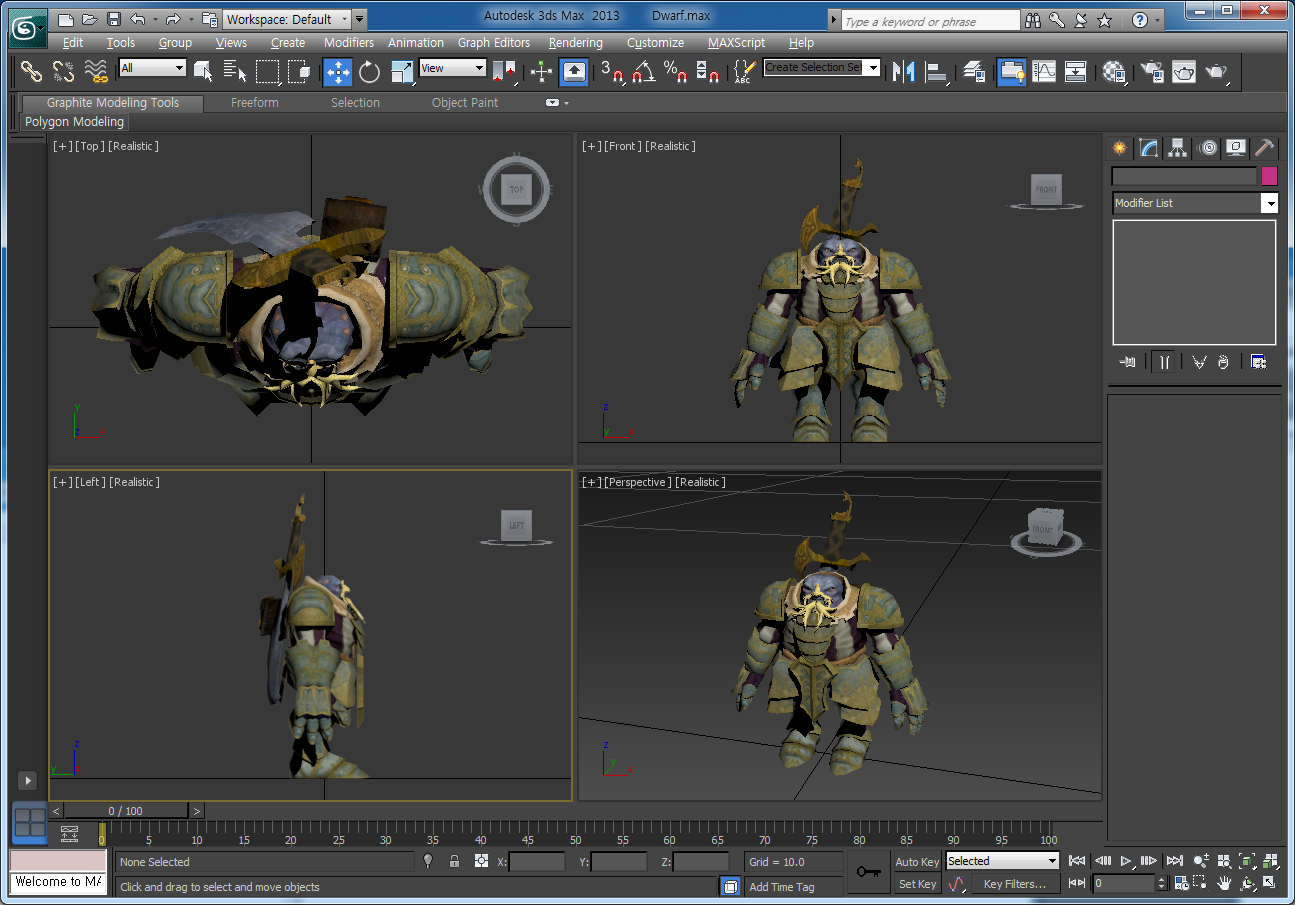 Workspace: Default
Autodesk 3ds Max 2013 Dwarf.max
Type a keyword or phrase
Edit Tools Group Views Create Modifiers Animation Graph Editors Rendering Customize MAXScript Help
All
View
3
%
ABC
Create Selection Set
Graphite Modeling Tools Freeform Selection Object Paint
Polygon Modeling
[+] [Top] [Realistic]
TOP
y
z x
[+] [Front] [Realistic]
FRONT
z
y x
Modifier List
[+] [Left] [Realistic]
LEFT
z
y
[+] [Perspective] [Realistic]
FRONT
z
y
x
< 0 / 100 >
0 5 10 15 20 25 30 35 40 45 50 55 60 65 70 75 80 85 90 95 100
None Selected X: Y: Z: Grid = 10.0
Auto Key Selected
Welcome to MA
Click and drag to select and move objects Add Time Tag
Set Key Key Filters... 0